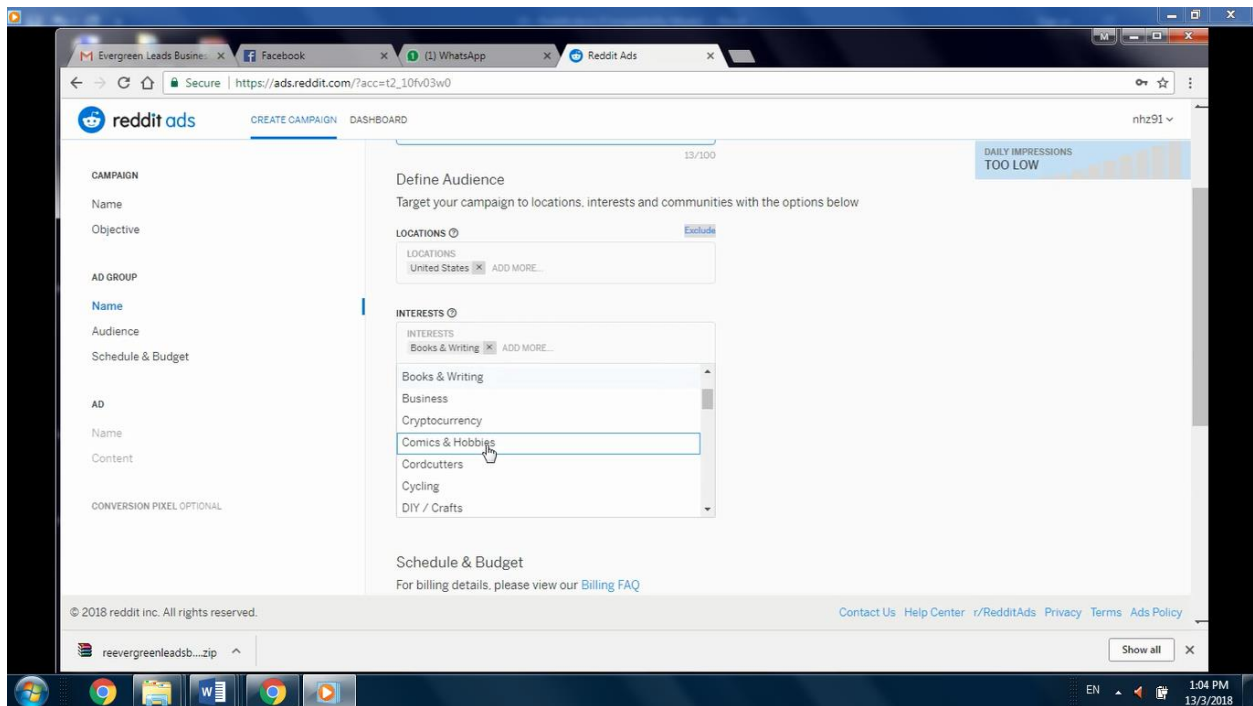 Evergreen Leads Busine
Facebook
(1) WhatsApp
Reddit Ads
M
Secure | https://ads.reddit.com/?acc=t2_10fv03w0
reddit ads
CREATE CAMPAIGN DASHBOARD
nhz91
13/100
DAILY IMPRESSIONS
TOO LOW
CAMPAIGN
Name
Objective
AD GROUP
Name
Audience
Schedule & Budget
AD
Name
Content
CONVERSION PIXEL OPTIONAL
Define Audience
Target your campaign to locations, interests and communities with the options below
LOCATIONS ?
Exclude
LOCATIONS
United States × ADD MORE...
INTERESTS ?
INTERESTS
Books & Writing × ADD MORE...
Books & Writing
Business
Cryptocurrency
Comics & Hobbies
Cordcutters
Cycling
DIY / Crafts
Schedule & Budget
For billing details, please view our Billing FAQ
© 2018 reddit inc. All rights reserved.
Contact Us Help Center r/RedditAds Privacy Terms Ads Policy
reevergreenleadsb....zip
Show all
EN
1:04 PM
13/3/2018